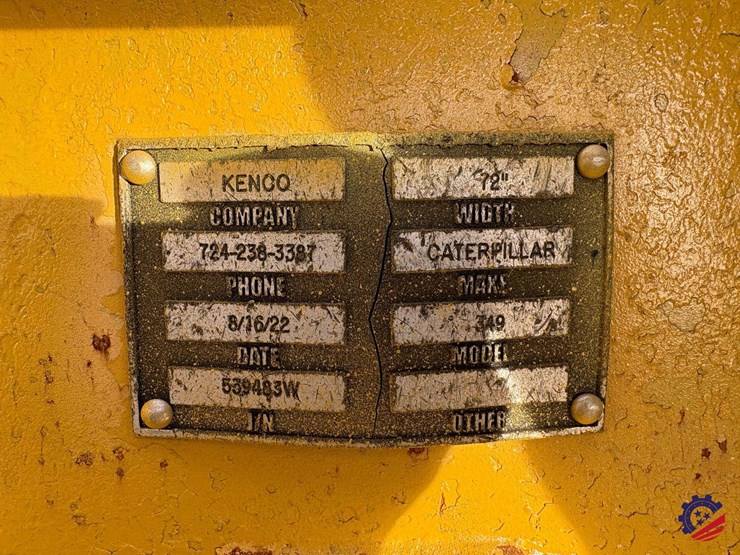 KENCO
COMPANY
724-238-3387
PHONE
8/16/22
DATE
539483W
J/N
72"
WIDTH
CATERPILLAR
MAKE
349
MODEL
OTHER